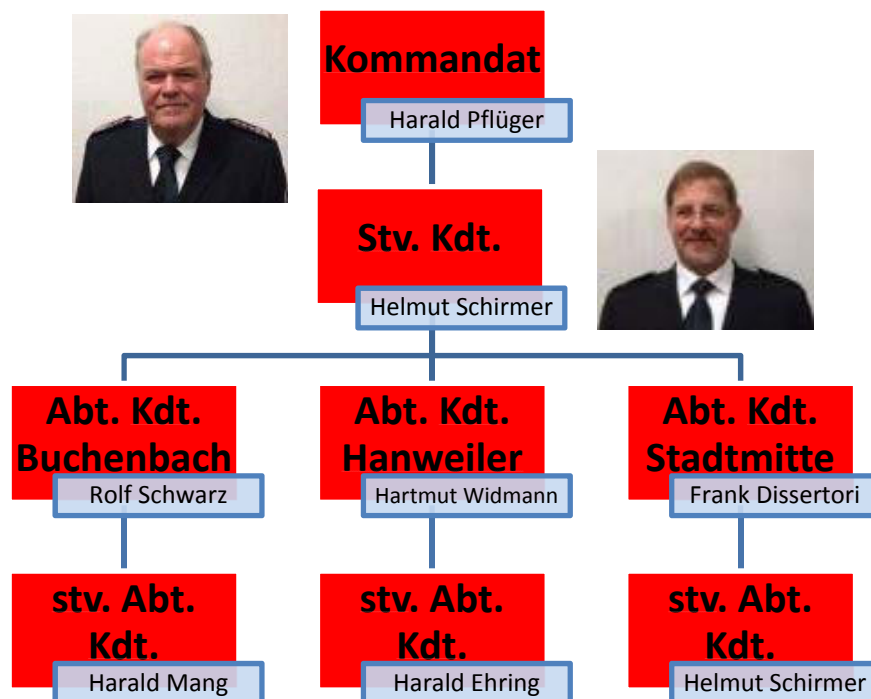 Kommandat
Harald Pflüger
Stv. Kdt.
Helmut Schirmer
Abt. Kdt.
Buchenbach
Rolf Schwarz
Abt. Kdt.
Hanweiler
Hartmut Widmann
Abt. Kdt.
Stadtmitte
Frank Dissertori
stv. Abt.
Kdt.
Harald Mang
stv. Abt.
Kdt.
Harald Ehring
stv. Abt.
Kdt.
Helmut Schirmer